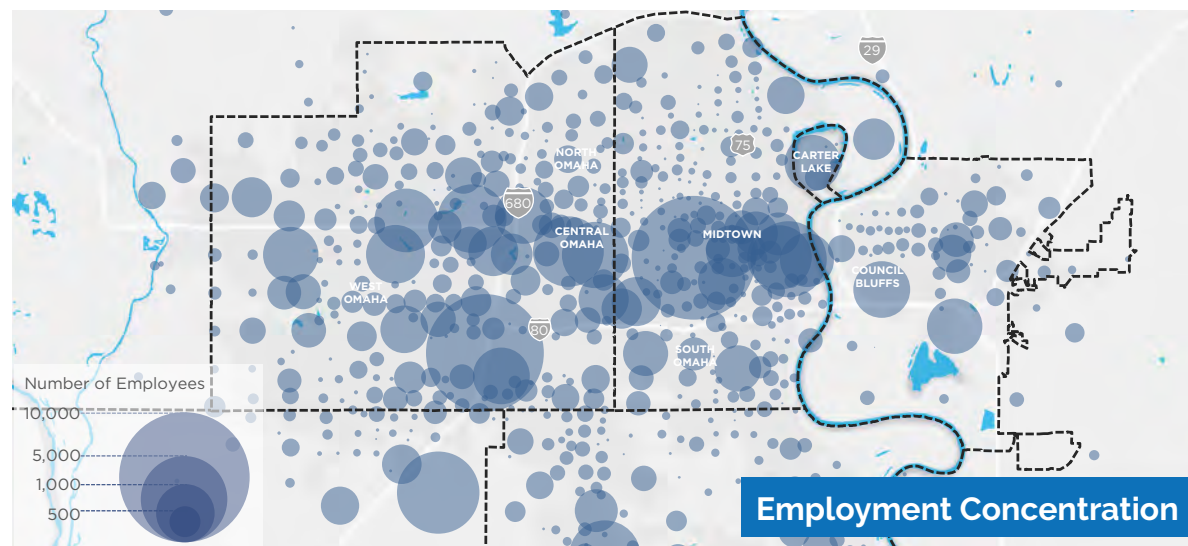 29
75
NORTH
OMAHA
CARTER
LAKE
680
CENTRAL
OMAHA
MIDTOWN
COUNCIL
BLUFFS
WEST
OMAHA
80
SOUTH
OMAHA
Number of Employees
10,000
5,000
1,000
500
Employment Concentration